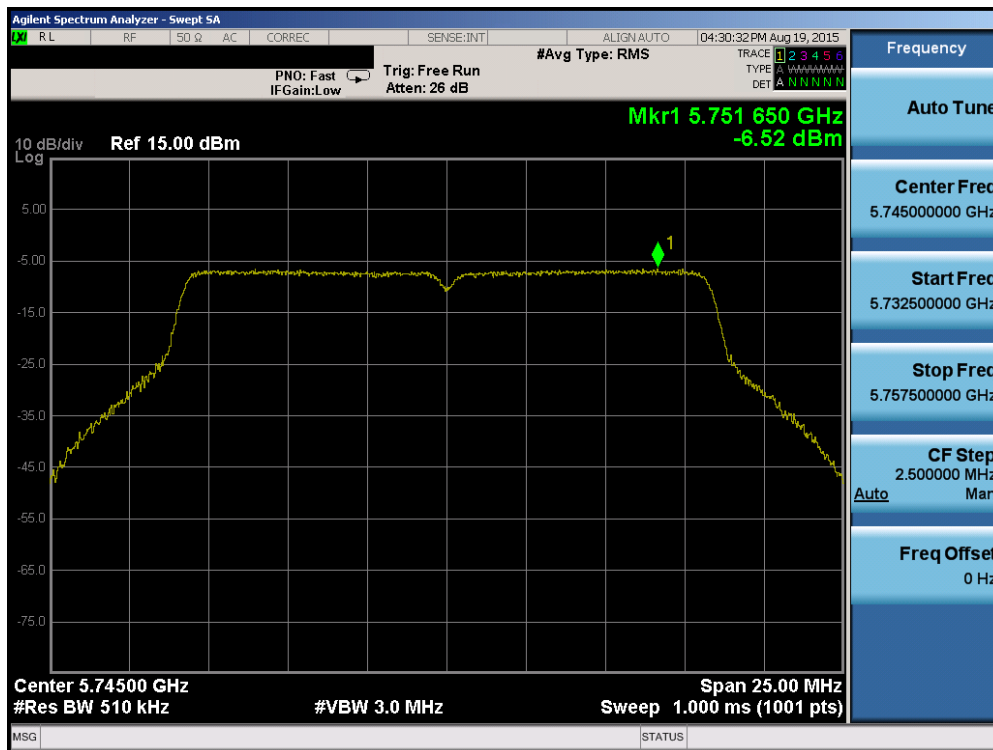 Agilent Spectrum Analyzer - Swept SA
LXI RL RF 50 Ω AC CORREC SENSE:INT ALIGN AUTO 04:30:32 PM Aug 19, 2015
#Avg Type: RMS
TRACE 1 2 3 4 5 6
TYPE A WWWWW
DET A N N N N N
PNO: Fast Trig: Free Run
IFGain:Low Atten: 26 dB
Mkr1 5.751 650 GHz
-6.52 dBm
10 dB/div Ref 15.00 dBm
Log
5.00
-5.00
-15.0
-25.0
-35.0
-45.0
-55.0
-65.0
-75.0
1
Center 5.74500 GHz Span 25.00 MHz
#Res BW 510 kHz #VBW 3.0 MHz Sweep 1.000 ms (1001 pts)
MSG STATUS
Frequency
Auto Tune
Center Freq
5.745000000 GHz
Start Freq
5.732500000 GHz
Stop Freq
5.757500000 GHz
CF Step
2.500000 MHz
Auto Man
Freq Offset
0 Hz